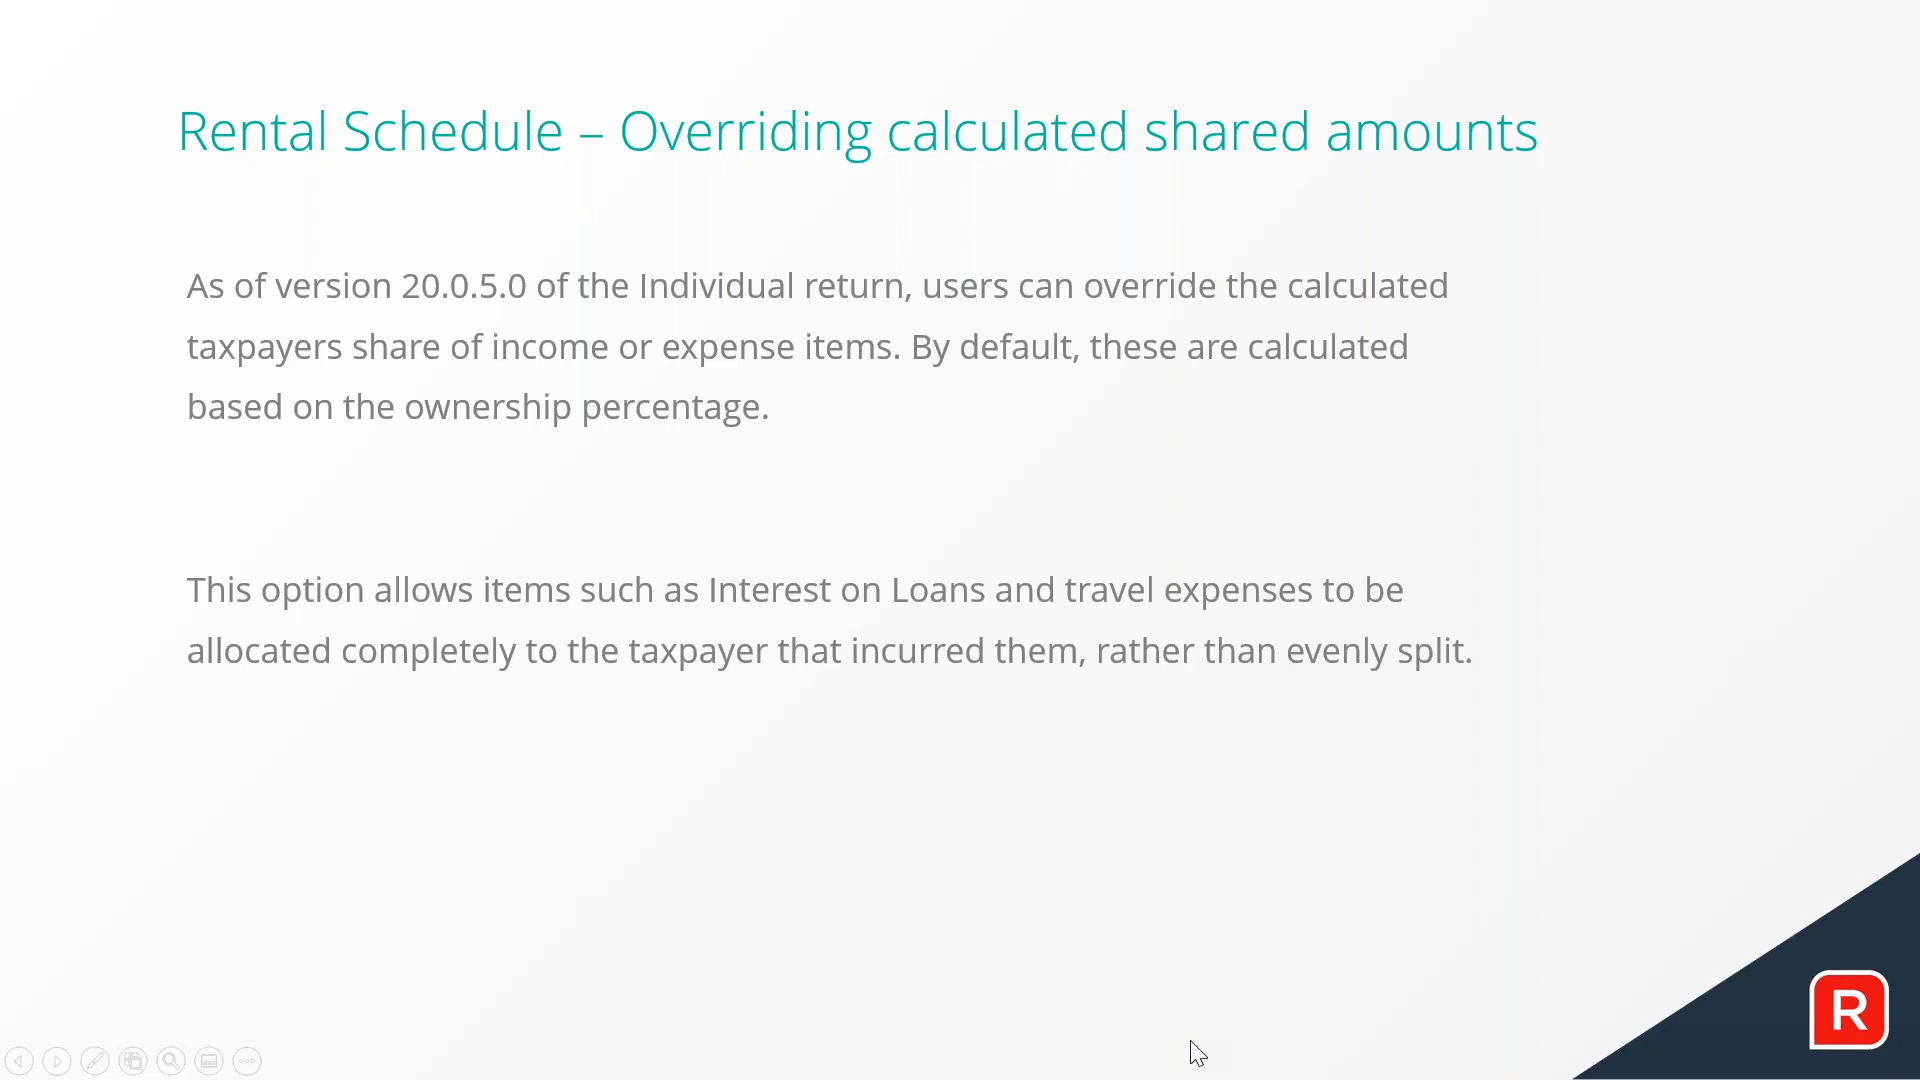 Rental Schedule – Overriding calculated shared amounts
As of version 20.0.5.0 of the Individual return, users can override the calculated
taxpayers share of income or expense items. By default, these are calculated
based on the ownership percentage.
This option allows items such as Interest on Loans and travel expenses to be
allocated completely to the taxpayer that incurred them, rather than evenly split.
R